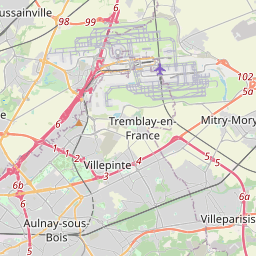 ussainville
98
99
6
102
5a
Tremblay-en-
France
Mitry-Mory
1
1
2
4
5
5
Villepinte
3
6
6b
6a
Aulnay-sous-
Bois
Villeparisis